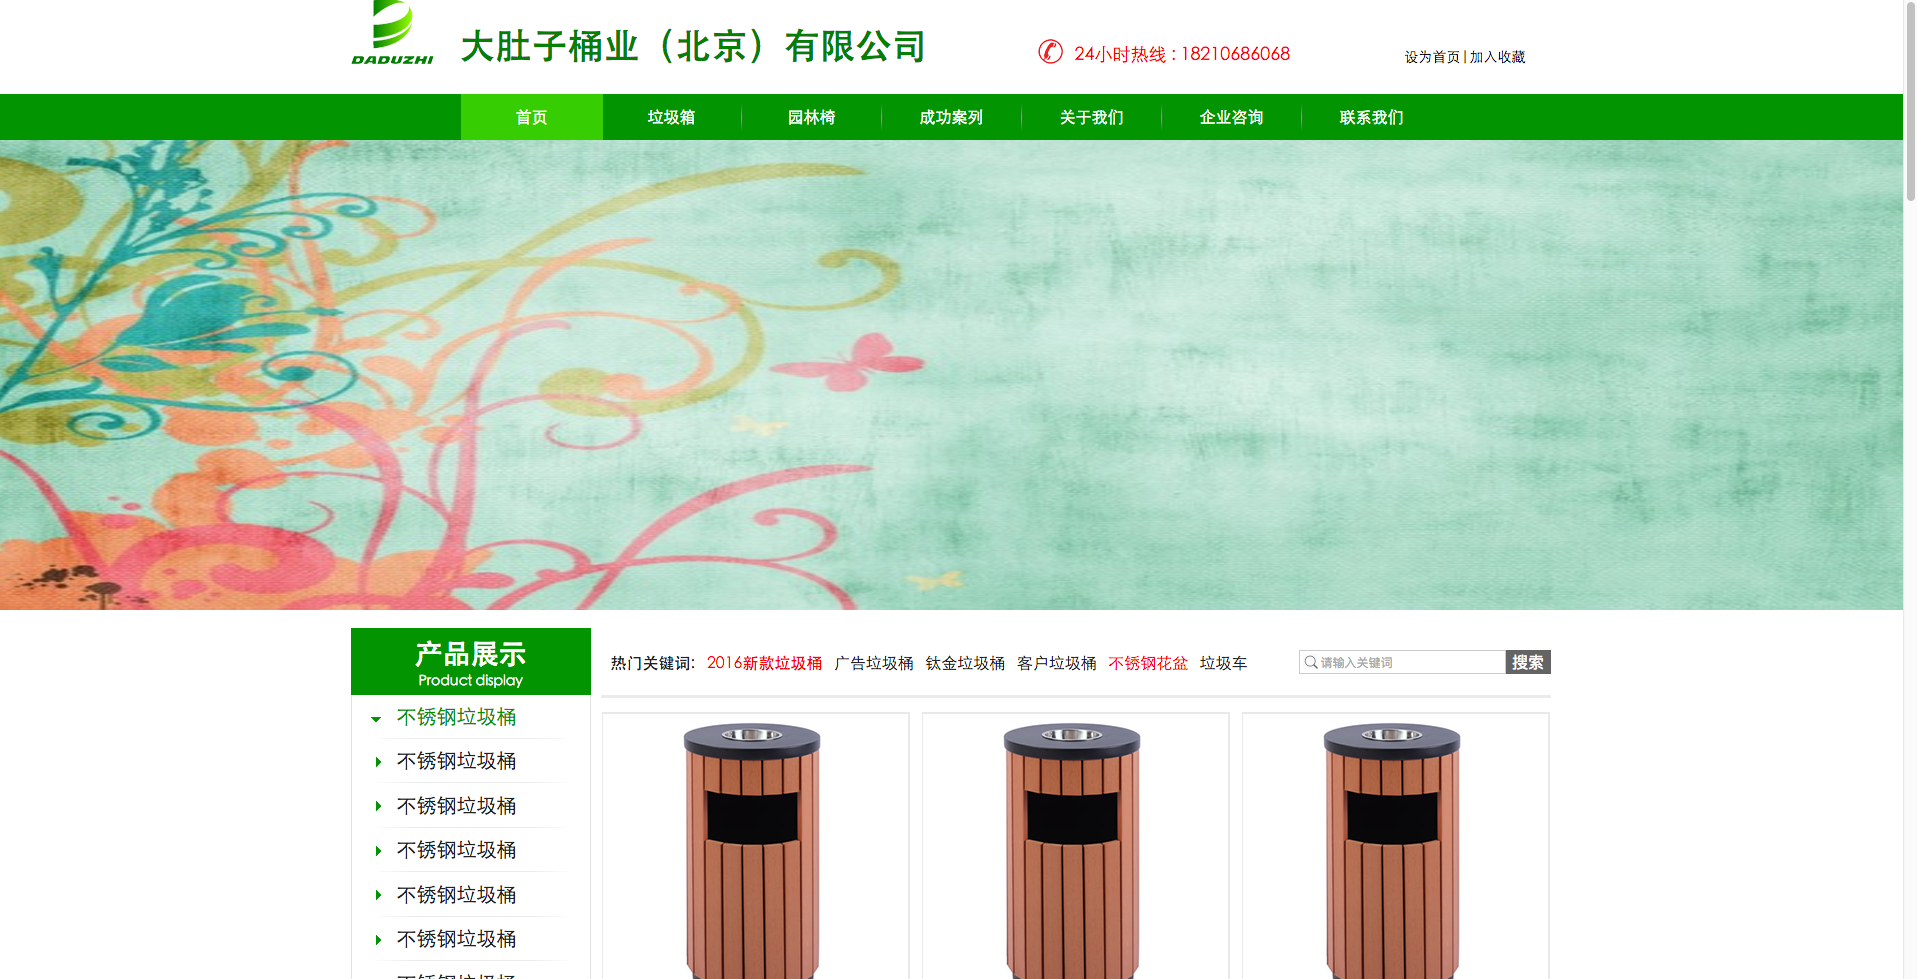 DADUZHI
大肚子桶业（北京）有限公司
24小时热线 : 18210686068
设为首页 | 加入收藏
首页 垃圾箱 园林椅 成功案列 关于我们 企业咨询 联系我们
产品展示
Product display
热门关键词： 2016新款垃圾桶 广告垃圾桶 钛金垃圾桶 客户垃圾桶 不锈钢花盆 垃圾车
请输入关键词 搜索
不锈钢垃圾桶
不锈钢垃圾桶
不锈钢垃圾桶
不锈钢垃圾桶
不锈钢垃圾桶
不锈钢垃圾桶